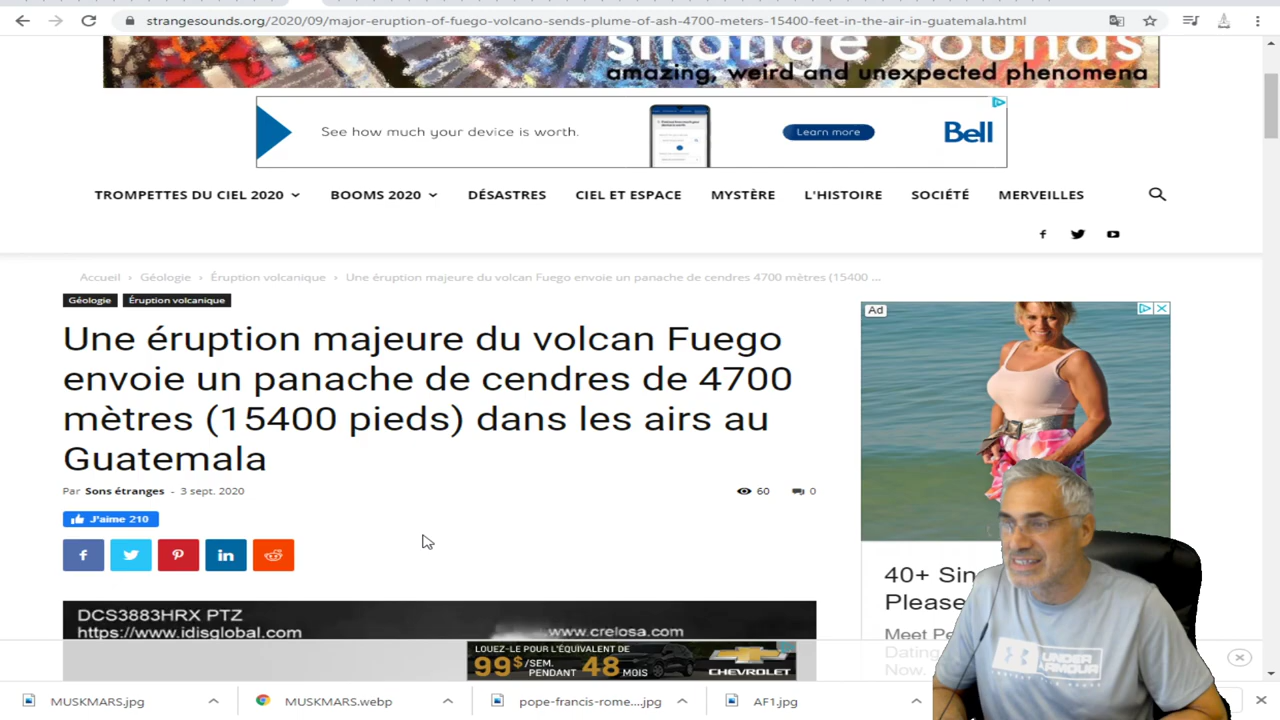 strangesounds.org/2020/09/major-eruption-of-fuego-volcano-sends-plume-of-ash-4700-meters-15400-feet-in-the-air-in-guatemala.html
strange sounds
amazing, weird and unexpected phenomena
See how much your device is worth.
Learn more
Bell
TROMPETTES DU CIEL 2020
BOOMS 2020
DÉSASTRES
CIEL ET ESPACE
MYSTÈRE
L'HISTOIRE
SOCIÉTÉ
MERVEILLES
Accueil › Géologie › Éruption volcanique › Une éruption majeure du volcan Fuego envoie un panache de cendres 4700 mètres (15400 ...
Géologie
Éruption volcanique
Une éruption majeure du volcan Fuego
envoie un panache de cendres de 4700
mètres (15400 pieds) dans les airs au
Guatemala
Par Sons étranges - 3 sept. 2020
60
0
J'aime 210
Ad
40+
Please
Meet
Dating
Now.
DCS3883HRX PTZ
https://www.idisglobal.com
www.crelosa.com
LOUEZ-LE POUR L'ÉQUIVALENT DE
99$/SEM.
PENDANT 48 MOIS
CHEVROLET
UNDER
ARMOUR
MUSKMARS.jpg
MUSKMARS.webp
pope-francis-rome....jpg
AF1.jpg